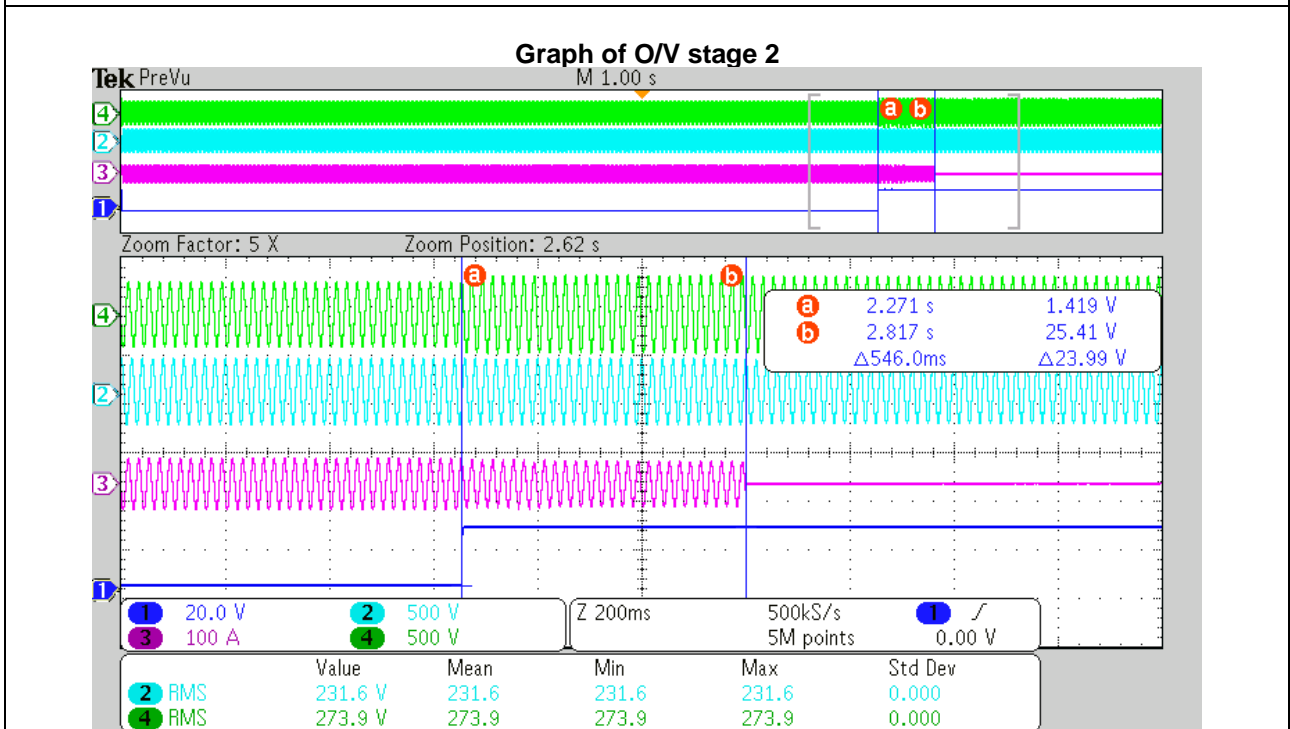 Graph of O/V stage 2
Tek PreVu M 1.00 s
4
a b
2
3
1
Zoom Factor: 5 X Zoom Position: 2.62 s
a b
4
a 2.271 s 1.419 V
b 2.817 s 25.41 V
△546.0ms △23.99 V
2
3
1
1 20.0 V 2 500 V Z 200ms 500kS/s 1 ∫
3 100 A 4 500 V 5M points 0.00 V
Value Mean Min Max Std Dev
2 RMS 231.6 V 231.6 231.6 231.6 0.000
4 RMS 273.9 V 273.9 273.9 273.9 0.000